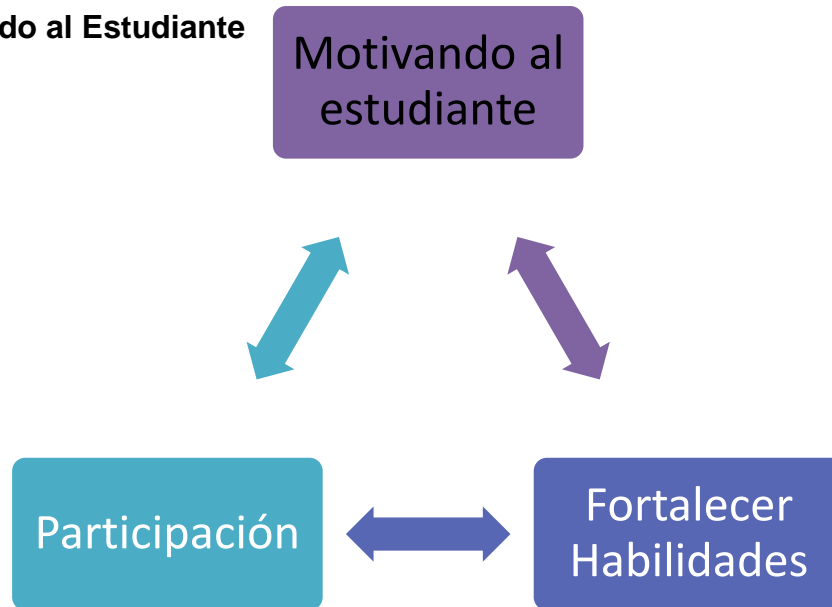 do al Estudiante
Motivando al
estudiante
Participación
Fortalecer
Habilidades